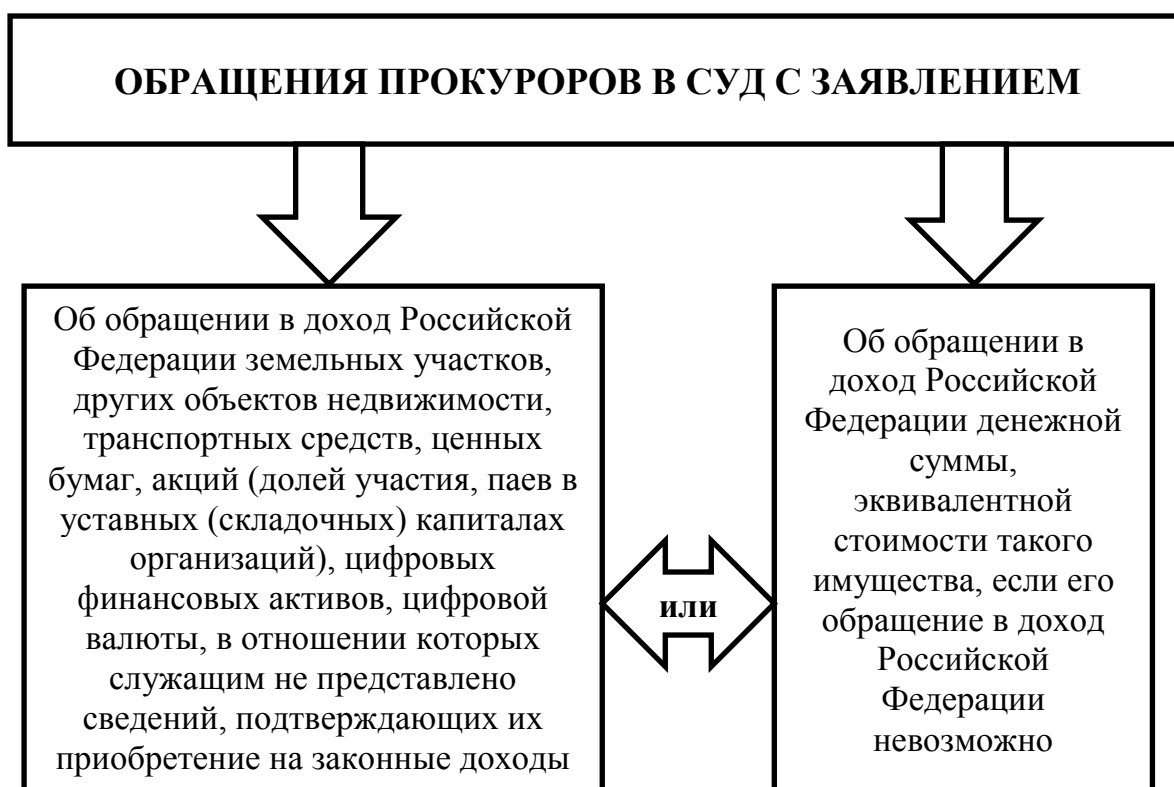 ОБРАЩЕНИЯ ПРОКУРОРОВ В СУД С ЗАЯВЛЕНИЕМ
Об обращении в доход Российской
Федерации земельных участков,
других объектов недвижимости,
транспортных средств, ценных
бумаг, акций (долей участия, паев в
уставных (складочных) капиталах
организаций), цифровых
финансовых активов, цифровой
валюты, в отношении которых
служащим не представлено
сведений, подтверждающих их
приобретение на законные доходы
или
Об обращении в
доход Российской
Федерации денежной
суммы,
эквивалентной
стоимости такого
имущества, если его
обращение в доход
Российской
Федерации
невозможно